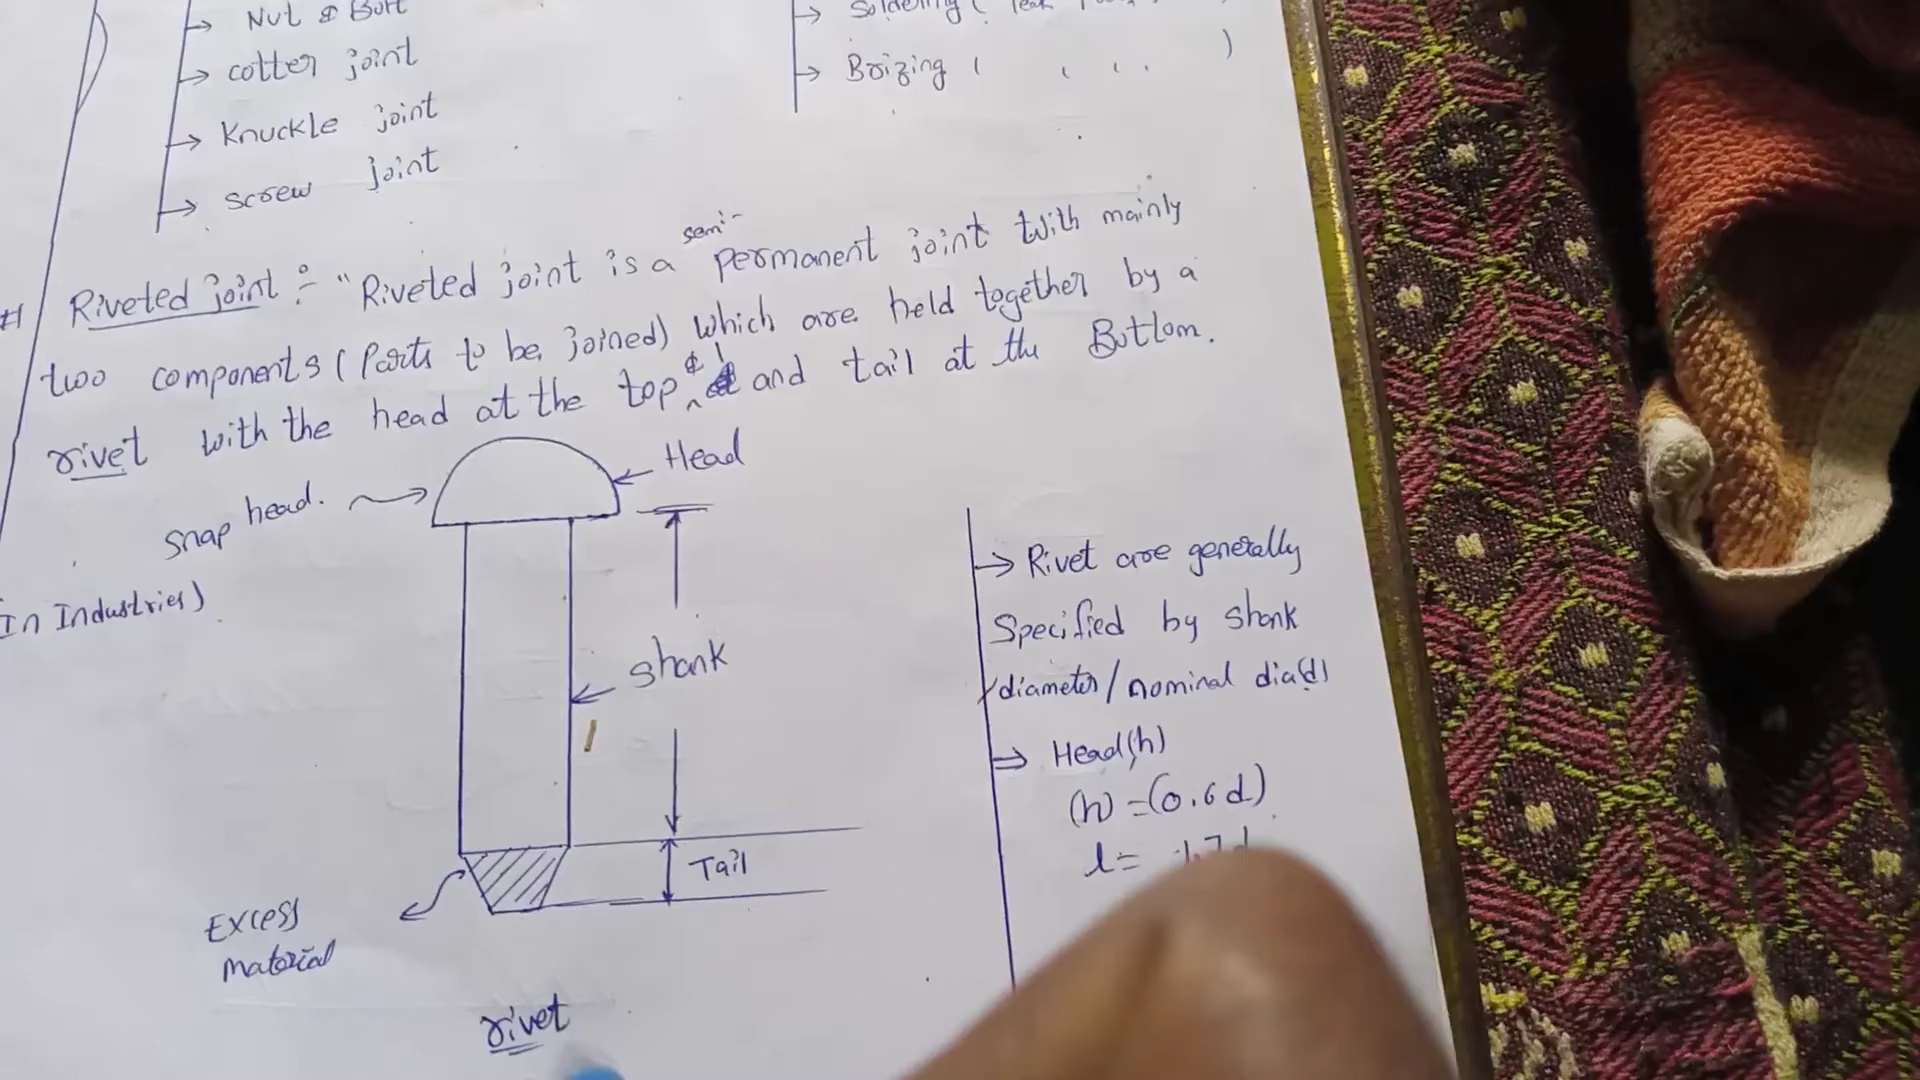 → Nut & Bolt
→ cotter joint
→ Knuckle joint
→ screw joint
→ Soldering (
→ Brizing ( ' ' ' )
# Riveted joint :- "Riveted joint is a semi- permanent joint with mainly
two components (Parts to be joined) which are held together by a
rivet with the head at the top & and tail at the Bottom.
Snap head.
Head
In Industries)
Shank
Tail
Excess
Material
rivet
→ Rivet are generally
Specified by shank
diameter/nominal dia(d)
⇒ Head(h)
(h) = (0.6d)
l =